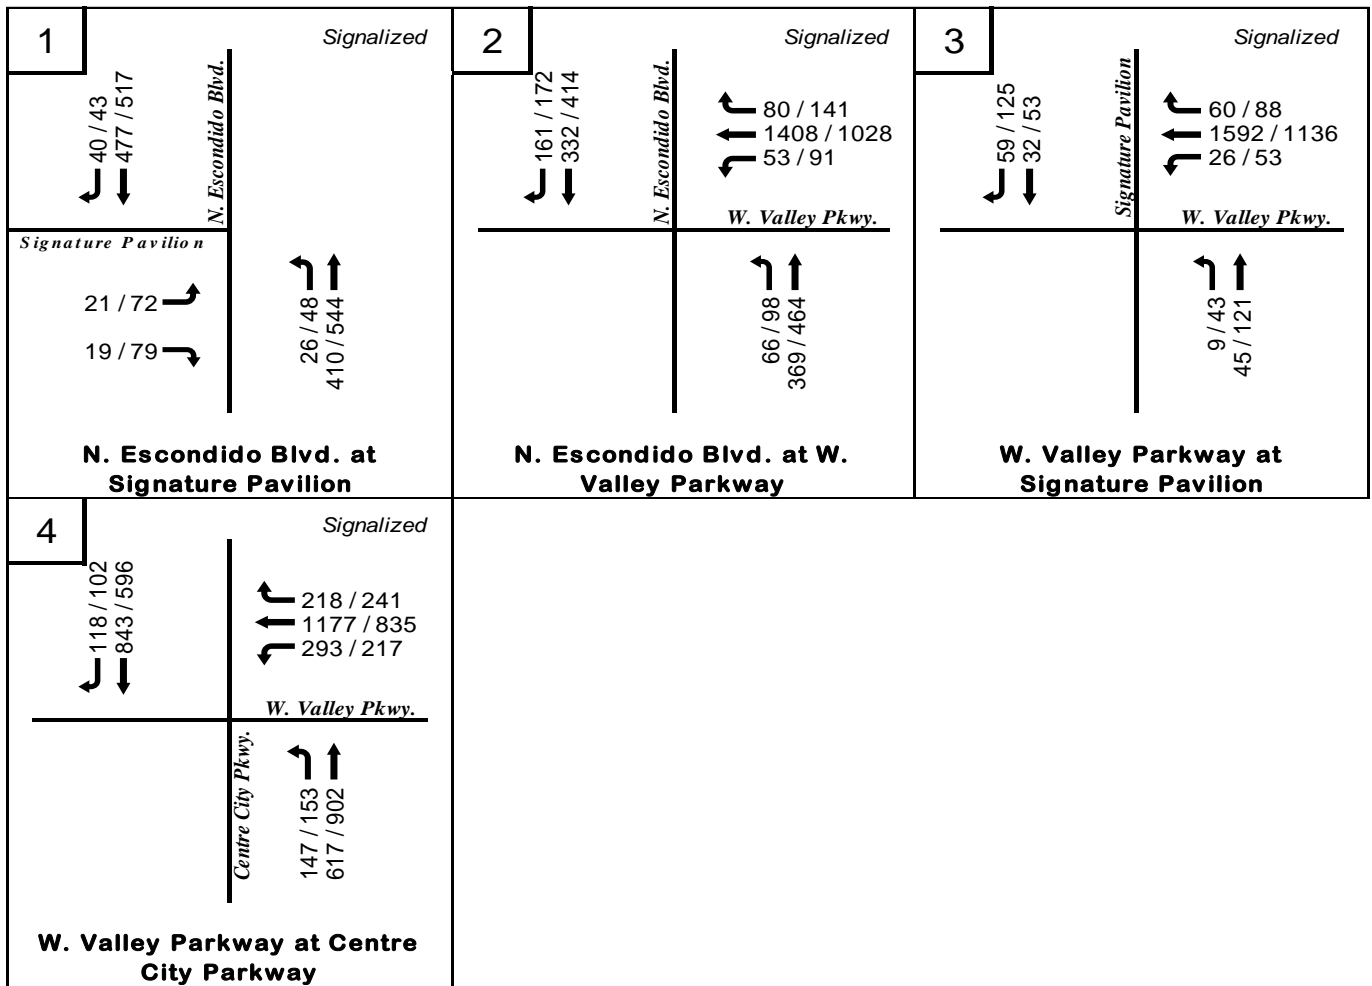 1
Signalized
40 / 43
477 / 517
N. Escondido Blvd.
Signature Pavilion
21 / 72
19 / 79
26 / 48
410 / 544
N. Escondido Blvd. at
Signature Pavilion
2
Signalized
161 / 172
332 / 414
N. Escondido Blvd.
80 / 141
1408 / 1028
53 / 91
W. Valley Pkwy.
66 / 98
369 / 464
N. Escondido Blvd. at W.
Valley Parkway
3
Signalized
59 / 125
32 / 53
Signature Pavilion
60 / 88
1592 / 1136
26 / 53
W. Valley Pkwy.
9 / 43
45 / 121
W. Valley Parkway at
Signature Pavilion
4
Signalized
118 / 102
843 / 596
218 / 241
1177 / 835
293 / 217
W. Valley Pkwy.
Centre City Pkwy.
147 / 153
617 / 902
W. Valley Parkway at Centre
City Parkway